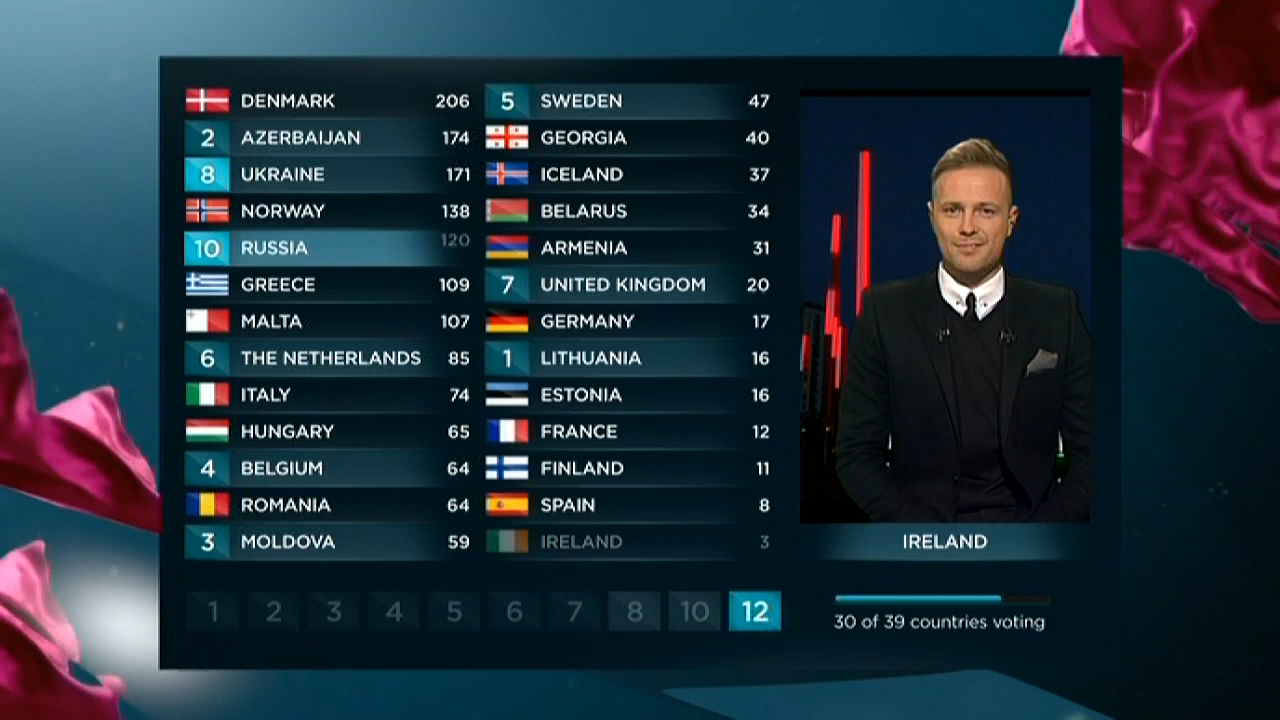 DENMARK 206
2 AZERBAIJAN 174
8 UKRAINE 171
NORWAY 138
10 RUSSIA 120
GREECE 109
MALTA 107
6 THE NETHERLANDS 85
ITALY 74
HUNGARY 65
4 BELGIUM 64
ROMANIA 64
3 MOLDOVA 59
5 SWEDEN 47
GEORGIA 40
ICELAND 37
BELARUS 34
ARMENIA 31
7 UNITED KINGDOM 20
GERMANY 17
1 LITHUANIA 16
ESTONIA 16
FRANCE 12
FINLAND 11
SPAIN 8
IRELAND 3
1 2 3 4 5 6 7 8 10 12
IRELAND
30 of 39 countries voting